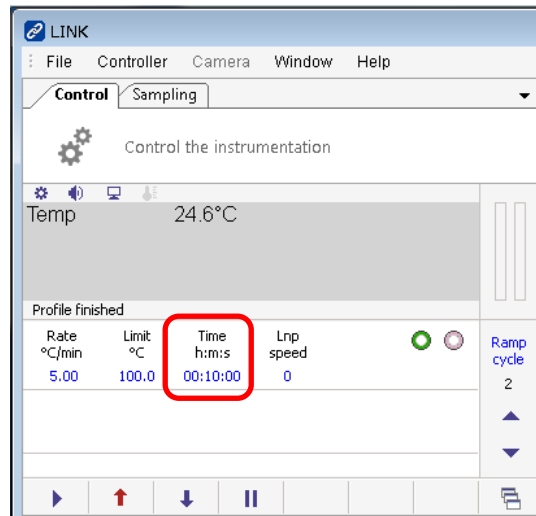 LINK
File Controller Camera Window Help
Control Sampling
Control the instrumentation
Temp 24.6°C
Profile finished
Rate Limit Time Lnp
°C/min °C h:m:s speed
5.00 100.0 00:10:00 0
Ramp
cycle
2